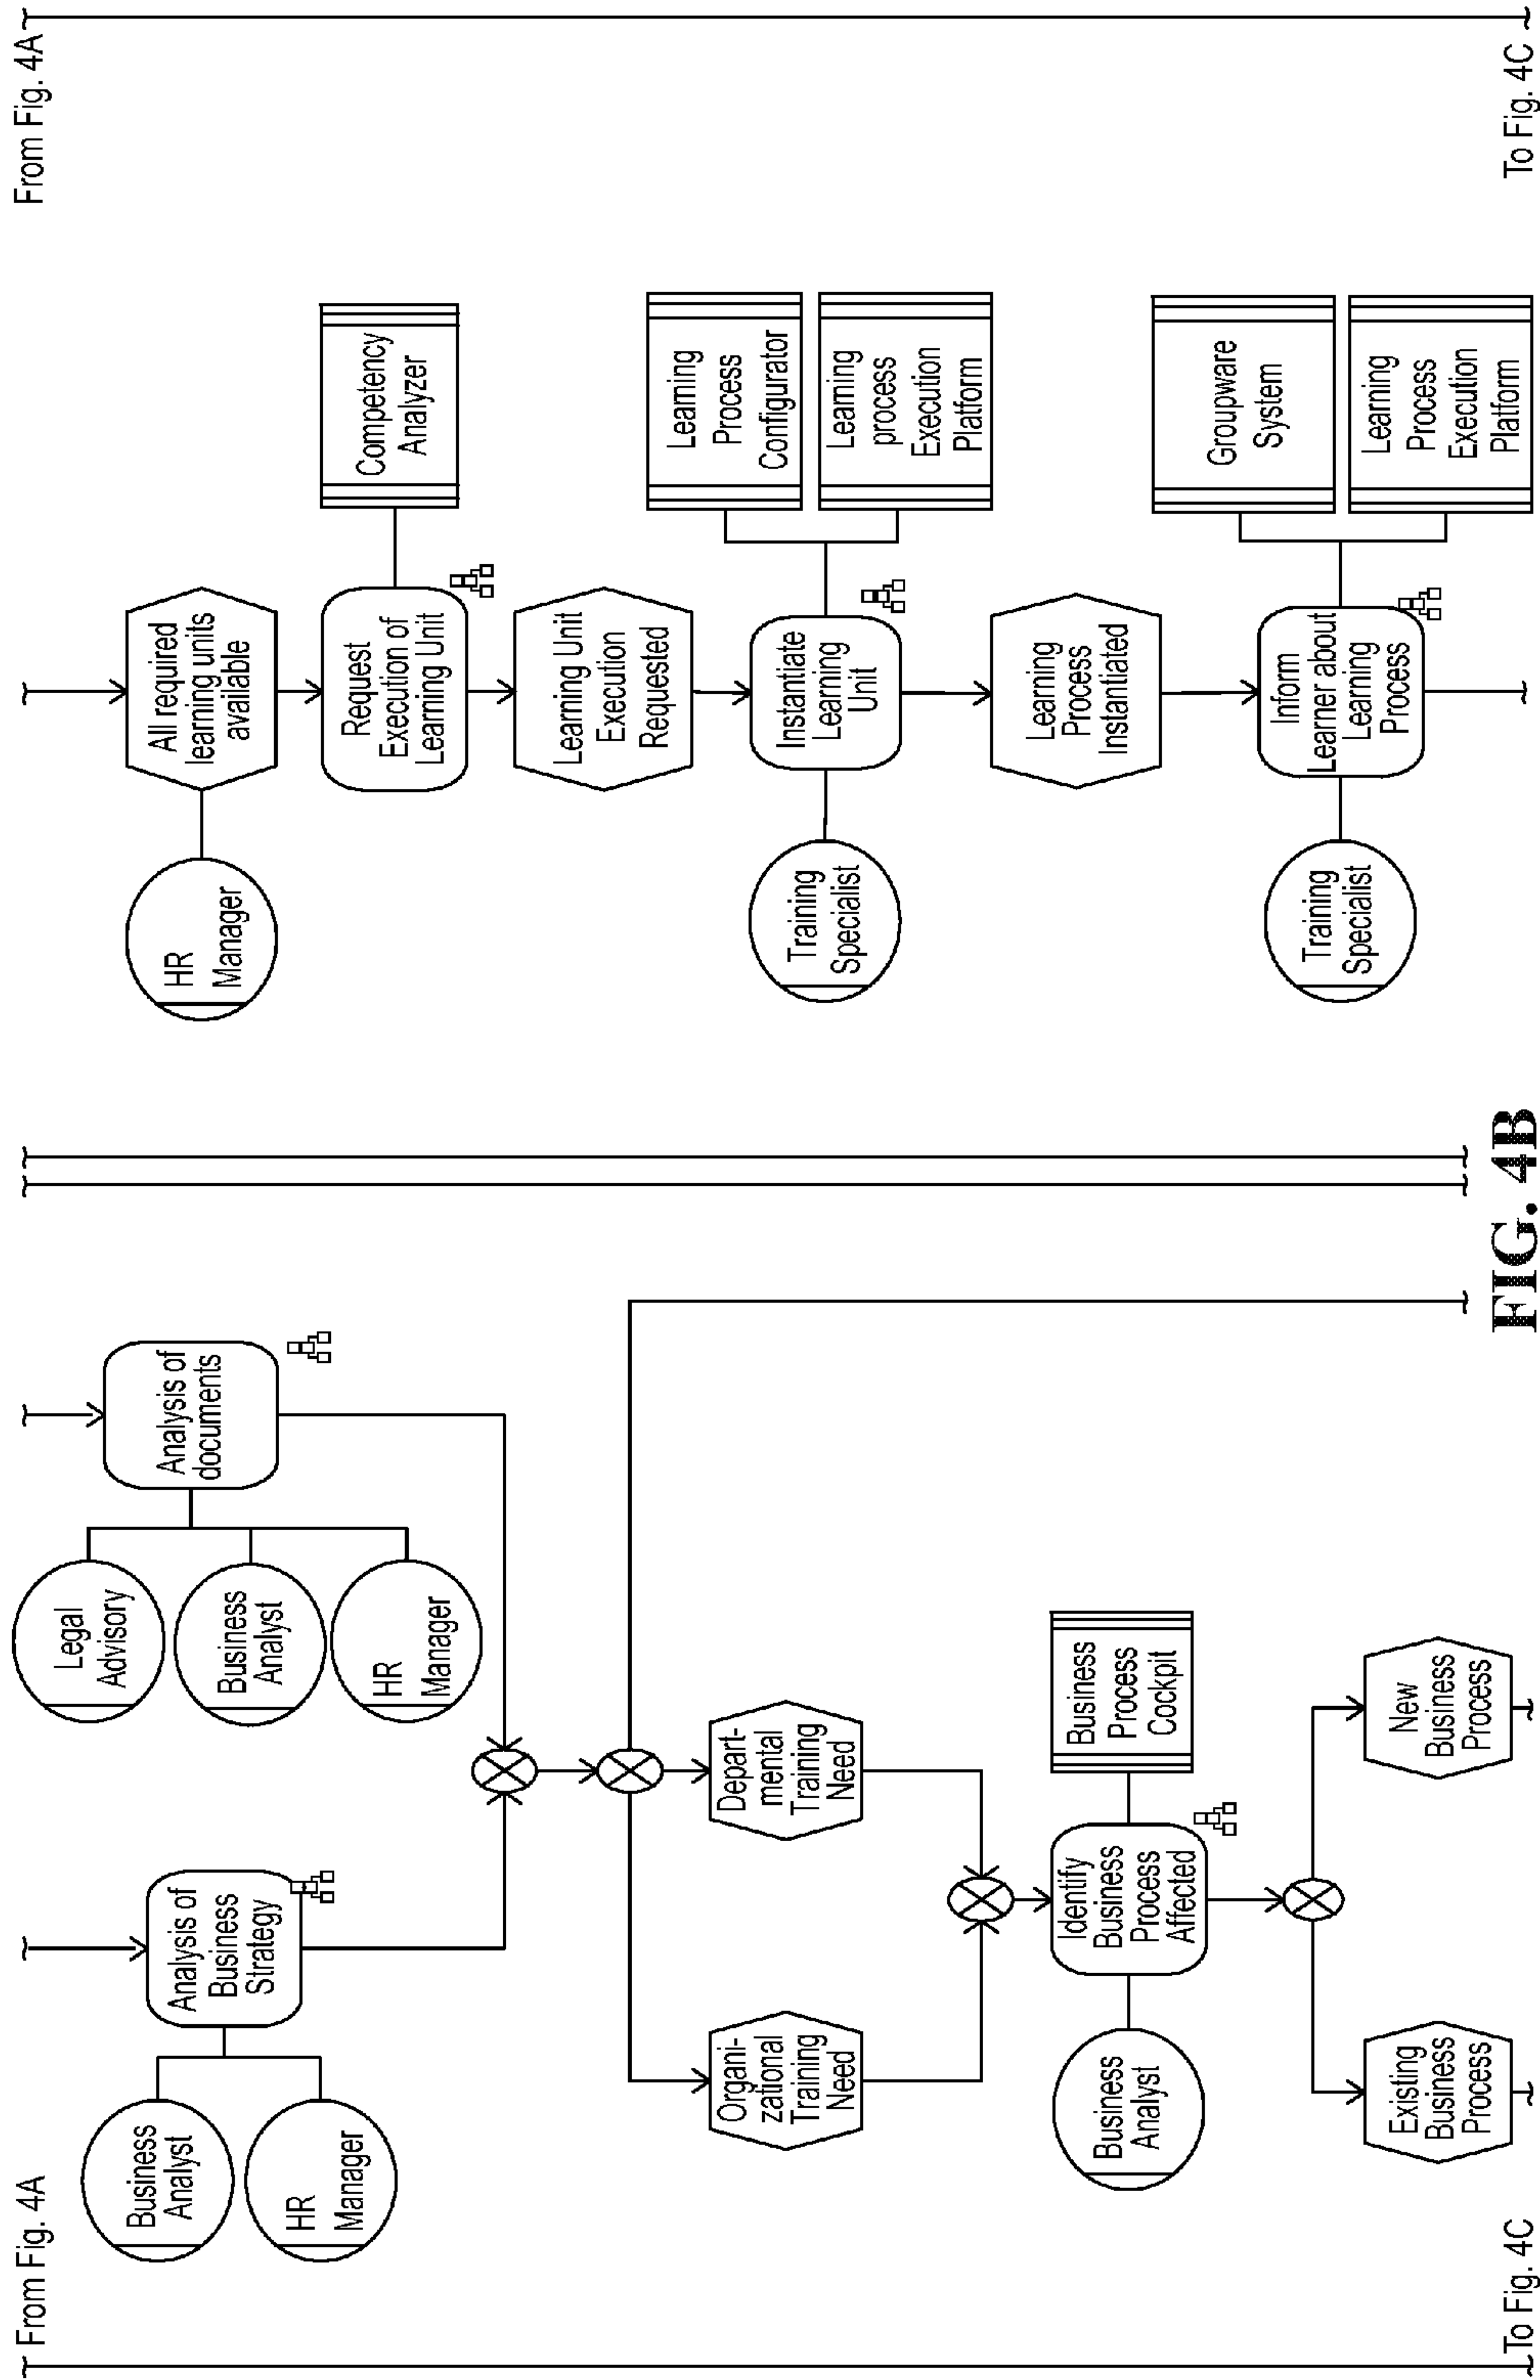 From Fig. 4A
Business
Analyst
HR
Manager
Analysis of
Business
Strategy
Legal
Advisory
Business
Analyst
HR
Manager
Analysis of
documents
Organi-
zational
Training
Need
Depart-
mental
Training
Need
Business
Analyst
Identify
Business
Process
Affected
Business
Process
Cockpit
Existing
Business
Process
New
Business
Process
To Fig. 4C
From Fig. 4A
HR
Manager
All required
learning units
available
Request
Execution of
Learning Unit
Competency
Analyzer
Learning Unit
Execution
Requested
Training
Specialist
Instantiate
Learning
Unit
Learning
Process
Configurator
Learning
process
Execution
Platform
Learning
Process
Instantiated
Training
Specialist
Inform
Learner about
Learning
Process
Groupware
System
Learning
Process
Execution
Platform
To Fig. 4C
FIG. 4B